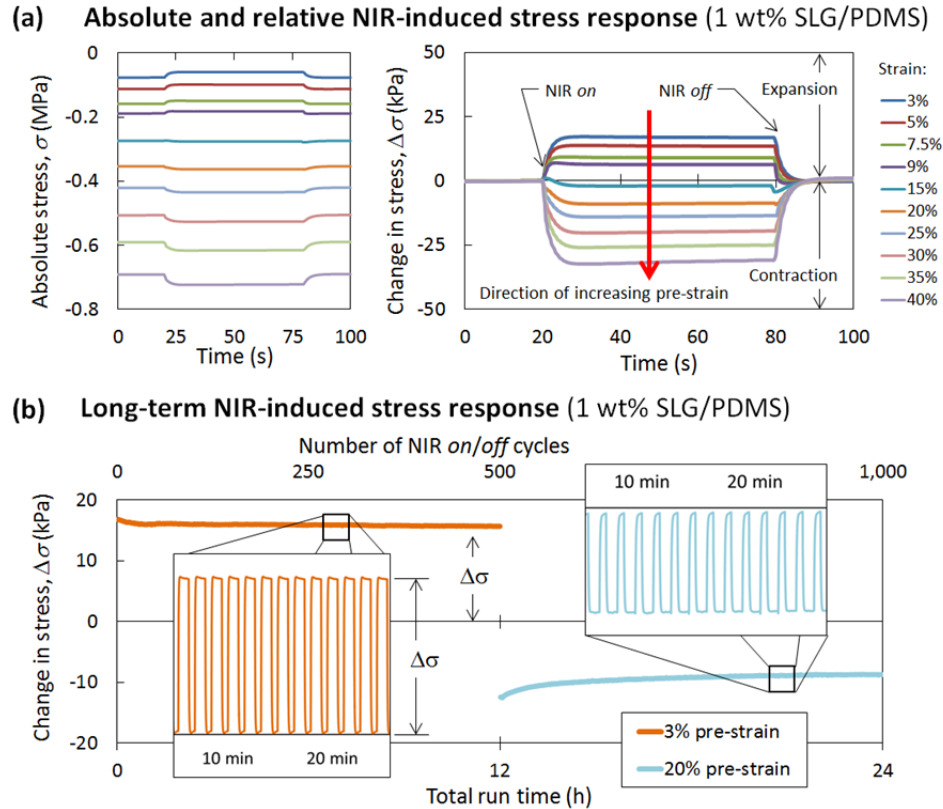 (a) Absolute and relative NIR-induced stress response (1 wt% SLG/PDMS)
Absolute stress, σ (MPa)
0
-0.2
-0.4
-0.6
-0.8
0 25 50 75 100
Time (s)
Change in stress, Δσ (kPa)
50
25
0
-25
-50
NIR on
NIR off
Expansion
Contraction
Direction of increasing pre-strain
0 20 40 60 80 100
Time (s)
Strain:
3%
5%
7.5%
9%
15%
20%
25%
30%
35%
40%
(b) Long-term NIR-induced stress response (1 wt% SLG/PDMS)
Number of NIR on/off cycles
0 250 500 1,000
Change in stress, Δσ (kPa)
20
10
0
-10
-20
10 min 20 min
Δσ
Δσ
10 min 20 min
3% pre-strain
20% pre-strain
0 12 24
Total run time (h)